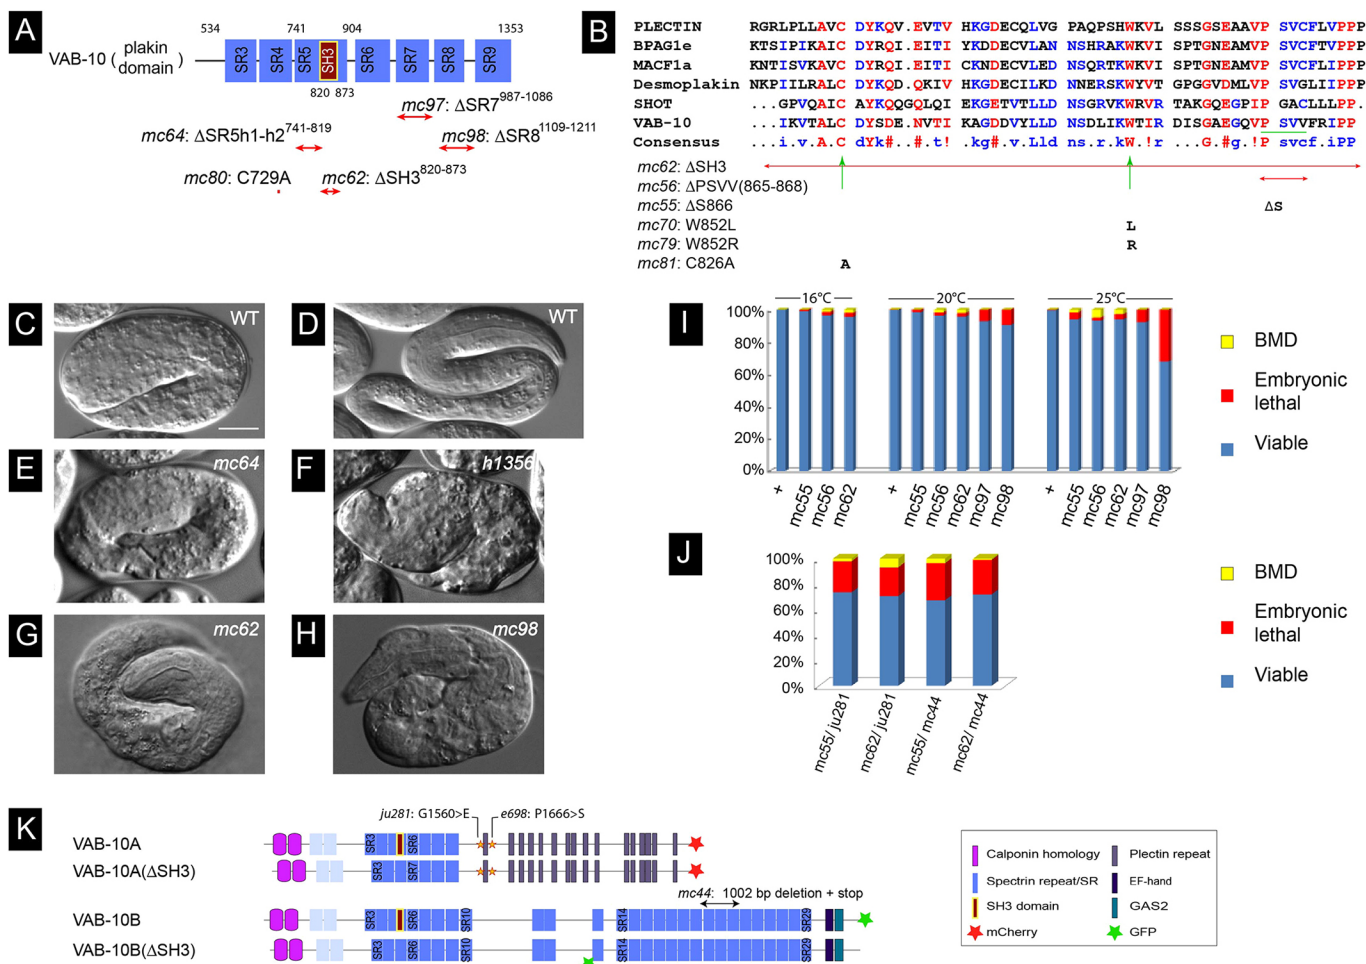 A
534 741 904 1353
VAB-10 ( plakin domain )
SR3 SR4 SR5 SH3 SR6 SR7 SR8 SR9
820 873
mc97: ΔSR7987-1086
mc64: ΔSR5h1-h2741-819
mc98: ΔSR81109-1211
mc80: C729A
mc62: ΔSH3820-873
B
PLECTIN RGRLPLLAVC DYKQV.EVTV HKGDECQLVG PAQPSHWKVL SSSGSEAAVP SVCFLVPPP
BPAG1e KTSIPIKAIC DYRQI.EITI YKDDECVLAN NSHRAKWKVI SPTGNEAMVP SVCFTVPPP
MACF1a KNTISVKAVC DYRQI.EITI CKNDECVLED NSQRTKWKVI SPTGNEAMVP SVCFLIPPP
Desmoplakin NKPIILRALC DYKQD.QKIV HKGDECILKD NNERSKWYVT GPGGVDMLVP SVGLIIPPP
SHOT ...GPVQAIC AYKQQGQLQI EKGETVTLLD NSGRVKWRVR TAKGQEGPIP GACLLLPP.
VAB-10 ...IKVTALC DYSDE.NVTI KAGDDVYLLD NSDLIKWTIR DISGAEGQVP SVVFRIPP.
Consensus ...i.v.a.C dYk#..#.t! .kg#.v.Lld ns.r.kW.!r ...G.#g.!P svcf.iPP
mc62: ΔSH3
mc56: ΔPSVV(865-868)
mc55: ΔS866 ΔS
mc70: W852L L
mc79: W852R R
mc81: C826A A
C WT
D WT
E mc64
F h1356
G mc62
H mc98
I
16°C 20°C 25°C
100%
80%
60%
40%
20%
0%
+ mc55 mc56 mc62 + mc55 mc56 mc62 mc97 mc98 + mc55 mc56 mc62 mc97 mc98
BMD
Embryonic
lethal
Viable
J
100%
80%
60%
40%
20%
0%
mc55/ ju281 mc62/ ju281 mc55/ mc44 mc62/ mc44
BMD
Embryonic
lethal
Viable
K
ju281: G1560>E e698: P1666>S
VAB-10A SR3 SR6
VAB-10A(ΔSH3) SR3 SR7
mc44: 1002 bp deletion + stop
VAB-10B SR3 SR6 SR10 SR14 SR29
VAB-10B(ΔSH3) SR3 SR6 SR10 SR14 SR29
Calponin homology Plectin repeat
Spectrin repeat/SR EF-hand
SH3 domain GAS2
mCherry GFP